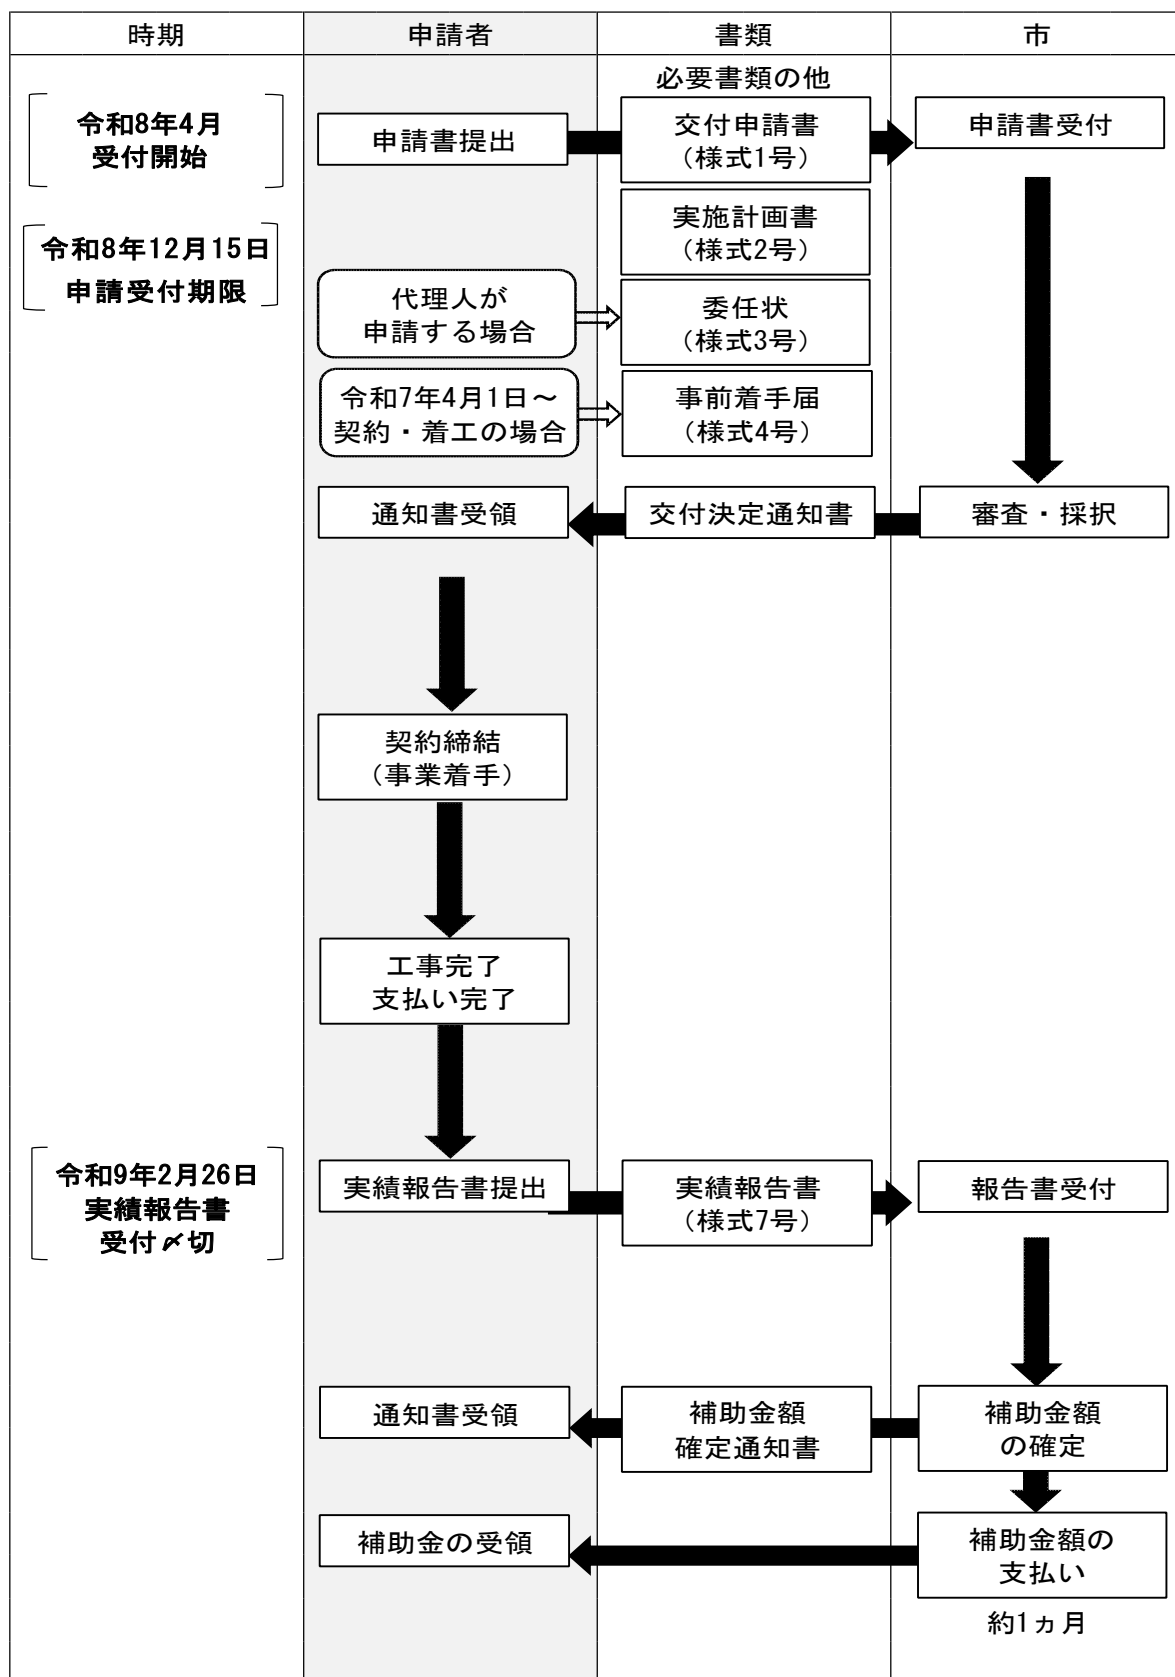 時期
申請者
書類
市
必要書類の他
令和8年4月
受付開始
申請書提出
交付申請書
（様式1号）
申請書受付
実施計画書
（様式2号）
令和8年12月15日
申請受付期限
代理人が
申請する場合
委任状
（様式3号）
令和7年4月1日～
契約・着工の場合
事前着手届
（様式4号）
通知書受領
交付決定通知書
審査・採択
契約締結
（事業着手）
工事完了
支払い完了
令和9年2月26日
実績報告書
受付〆切
実績報告書提出
実績報告書
（様式7号）
報告書受付
通知書受領
補助金額
確定通知書
補助金額
の確定
補助金の受領
補助金額の
支払い
約1ヵ月